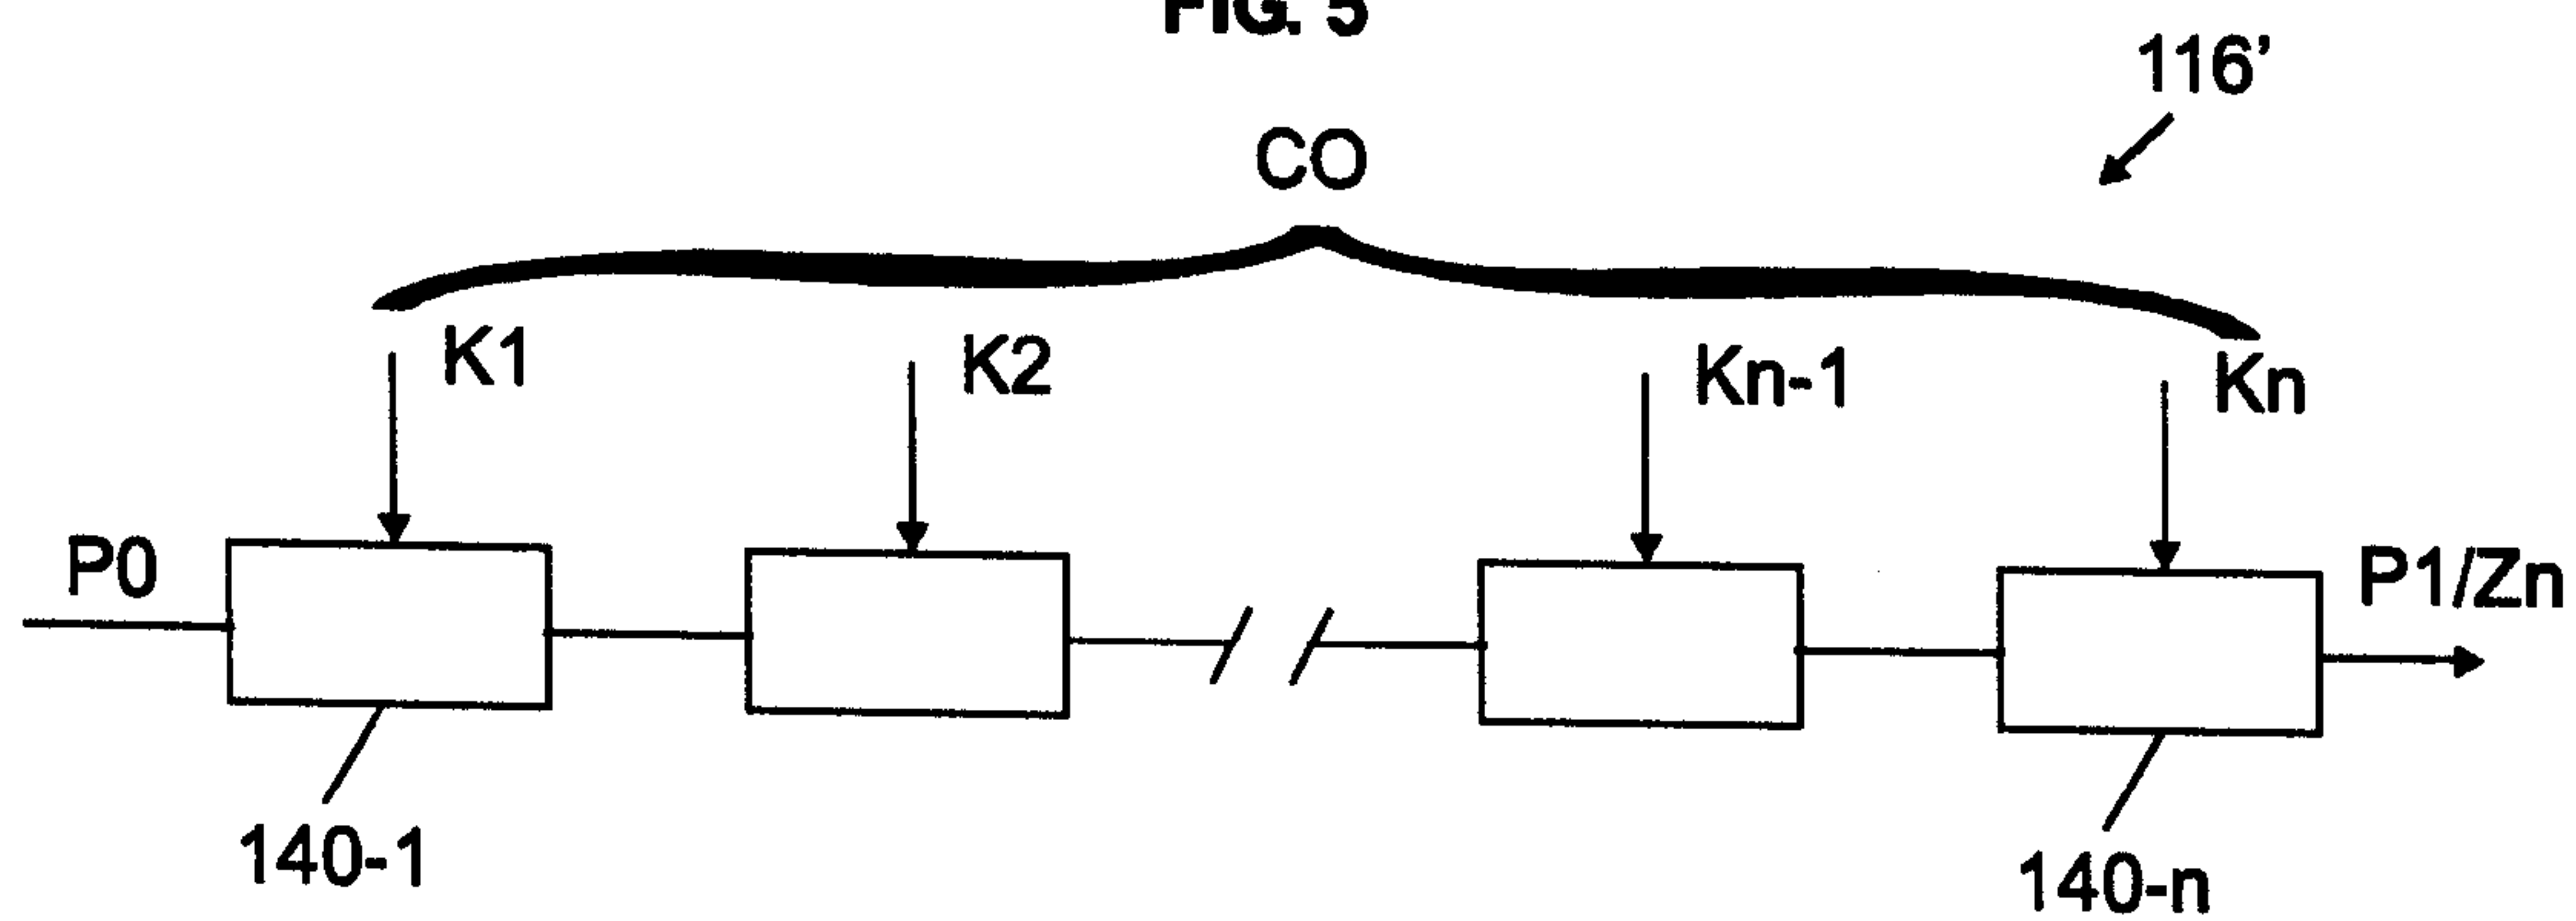 FIG. 5
116’
CO
K1
K2
Kn-1
Kn
P0
P1/Zn
140-1
140-n